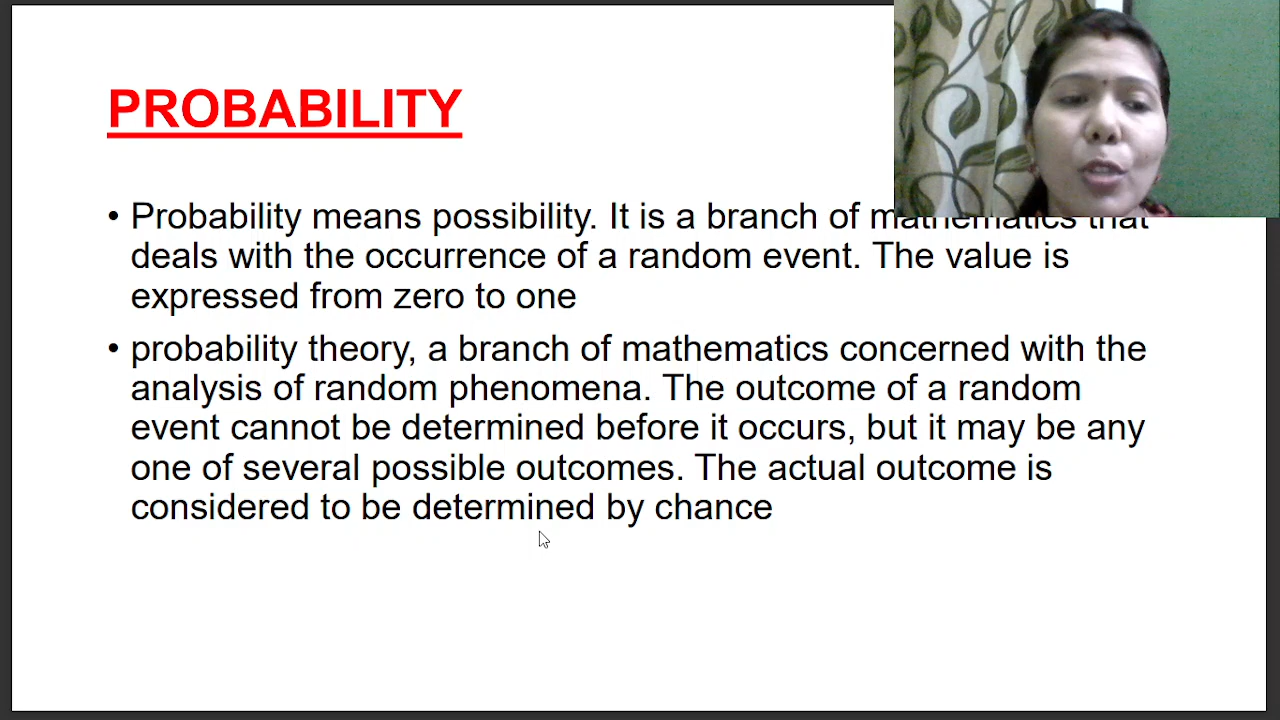 PROBABILITY
• Probability means possibility. It is a branch of mathematics that
deals with the occurrence of a random event. The value is
expressed from zero to one
• probability theory, a branch of mathematics concerned with the
analysis of random phenomena. The outcome of a random
event cannot be determined before it occurs, but it may be any
one of several possible outcomes. The actual outcome is
considered to be determined by chance